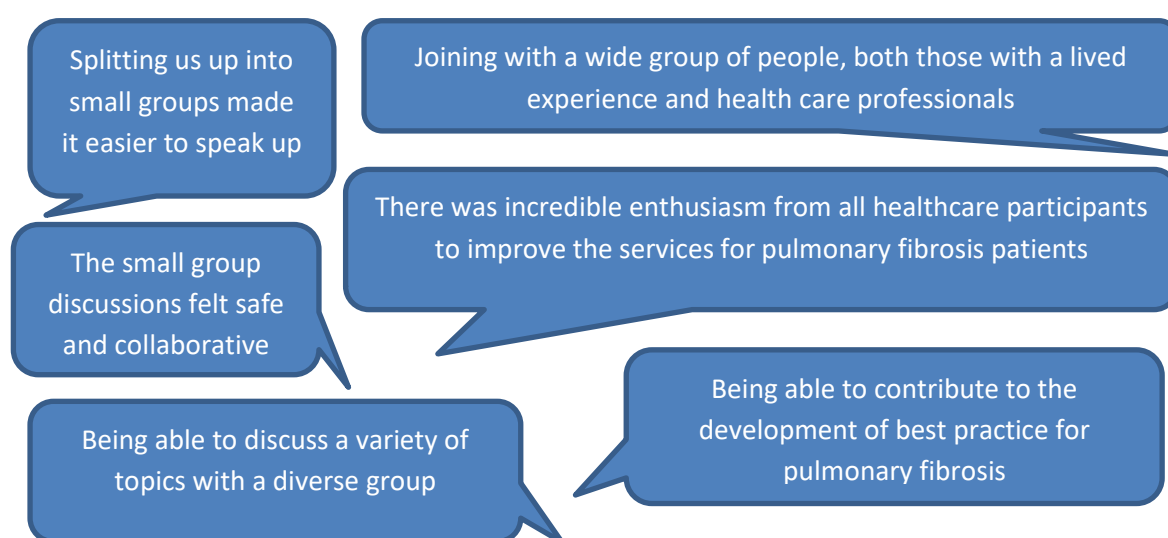 Splitting us up into
small groups made
it easier to speak up
Joining with a wide group of people, both those with a lived
experience and health care professionals
There was incredible enthusiasm from all healthcare participants
to improve the services for pulmonary fibrosis patients
The small group
discussions felt safe
and collaborative
Being able to contribute to the
development of best practice for
pulmonary fibrosis
Being able to discuss a variety of
topics with a diverse group